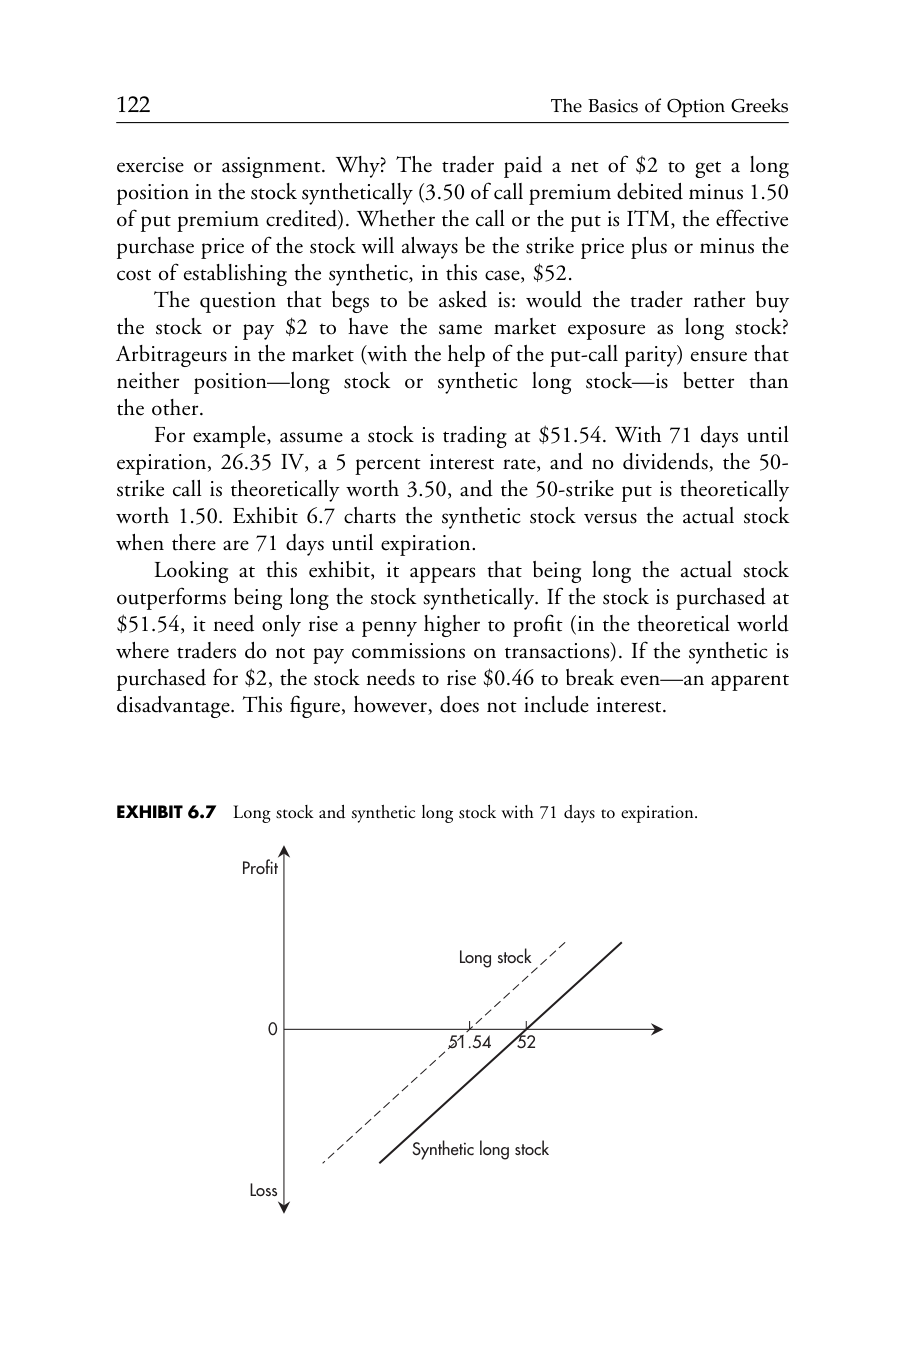 122 The Basics of Option Greeks
exercise or assignment. Why? The trader paid a net of $2 to get a long
position in the stock synthetically (3.50 of call premium debited minus 1.50
of put premium credited). Whether the call or the put is ITM, the effective
purchase price of the stock will always be the strike price plus or minus the
cost of establishing the synthetic, in this case, $52.
The question that begs to be asked is: would the trader rather buy
the stock or pay $2 to have the same market exposure as long stock?
Arbitrageurs in the market (with the help of the put-call parity) ensure that
neither position—long stock or synthetic long stock—is better than
the other.
For example, assume a stock is trading at $51.54. With 71 days until
expiration, 26.35 IV, a 5 percent interest rate, and no dividends, the 50-
strike call is theoretically worth 3.50, and the 50-strike put is theoretically
worth 1.50. Exhibit 6.7 charts the synthetic stock versus the actual stock
when there are 71 days until expiration.
Looking at this exhibit, it appears that being long the actual stock
outperforms being long the stock synthetically. If the stock is purchased at
$51.54, it need only rise a penny higher to profit (in the theoretical world
where traders do not pay commissions on transactions). If the synthetic is
purchased for $2, the stock needs to rise $0.46 to break even—an apparent
disadvantage. This figure, however, does not include interest.
EXHIBIT 6.7 Long stock and synthetic long stock with 71 days to expiration.
Profit
Long stock
0
51.54 52
Synthetic long stock
Loss